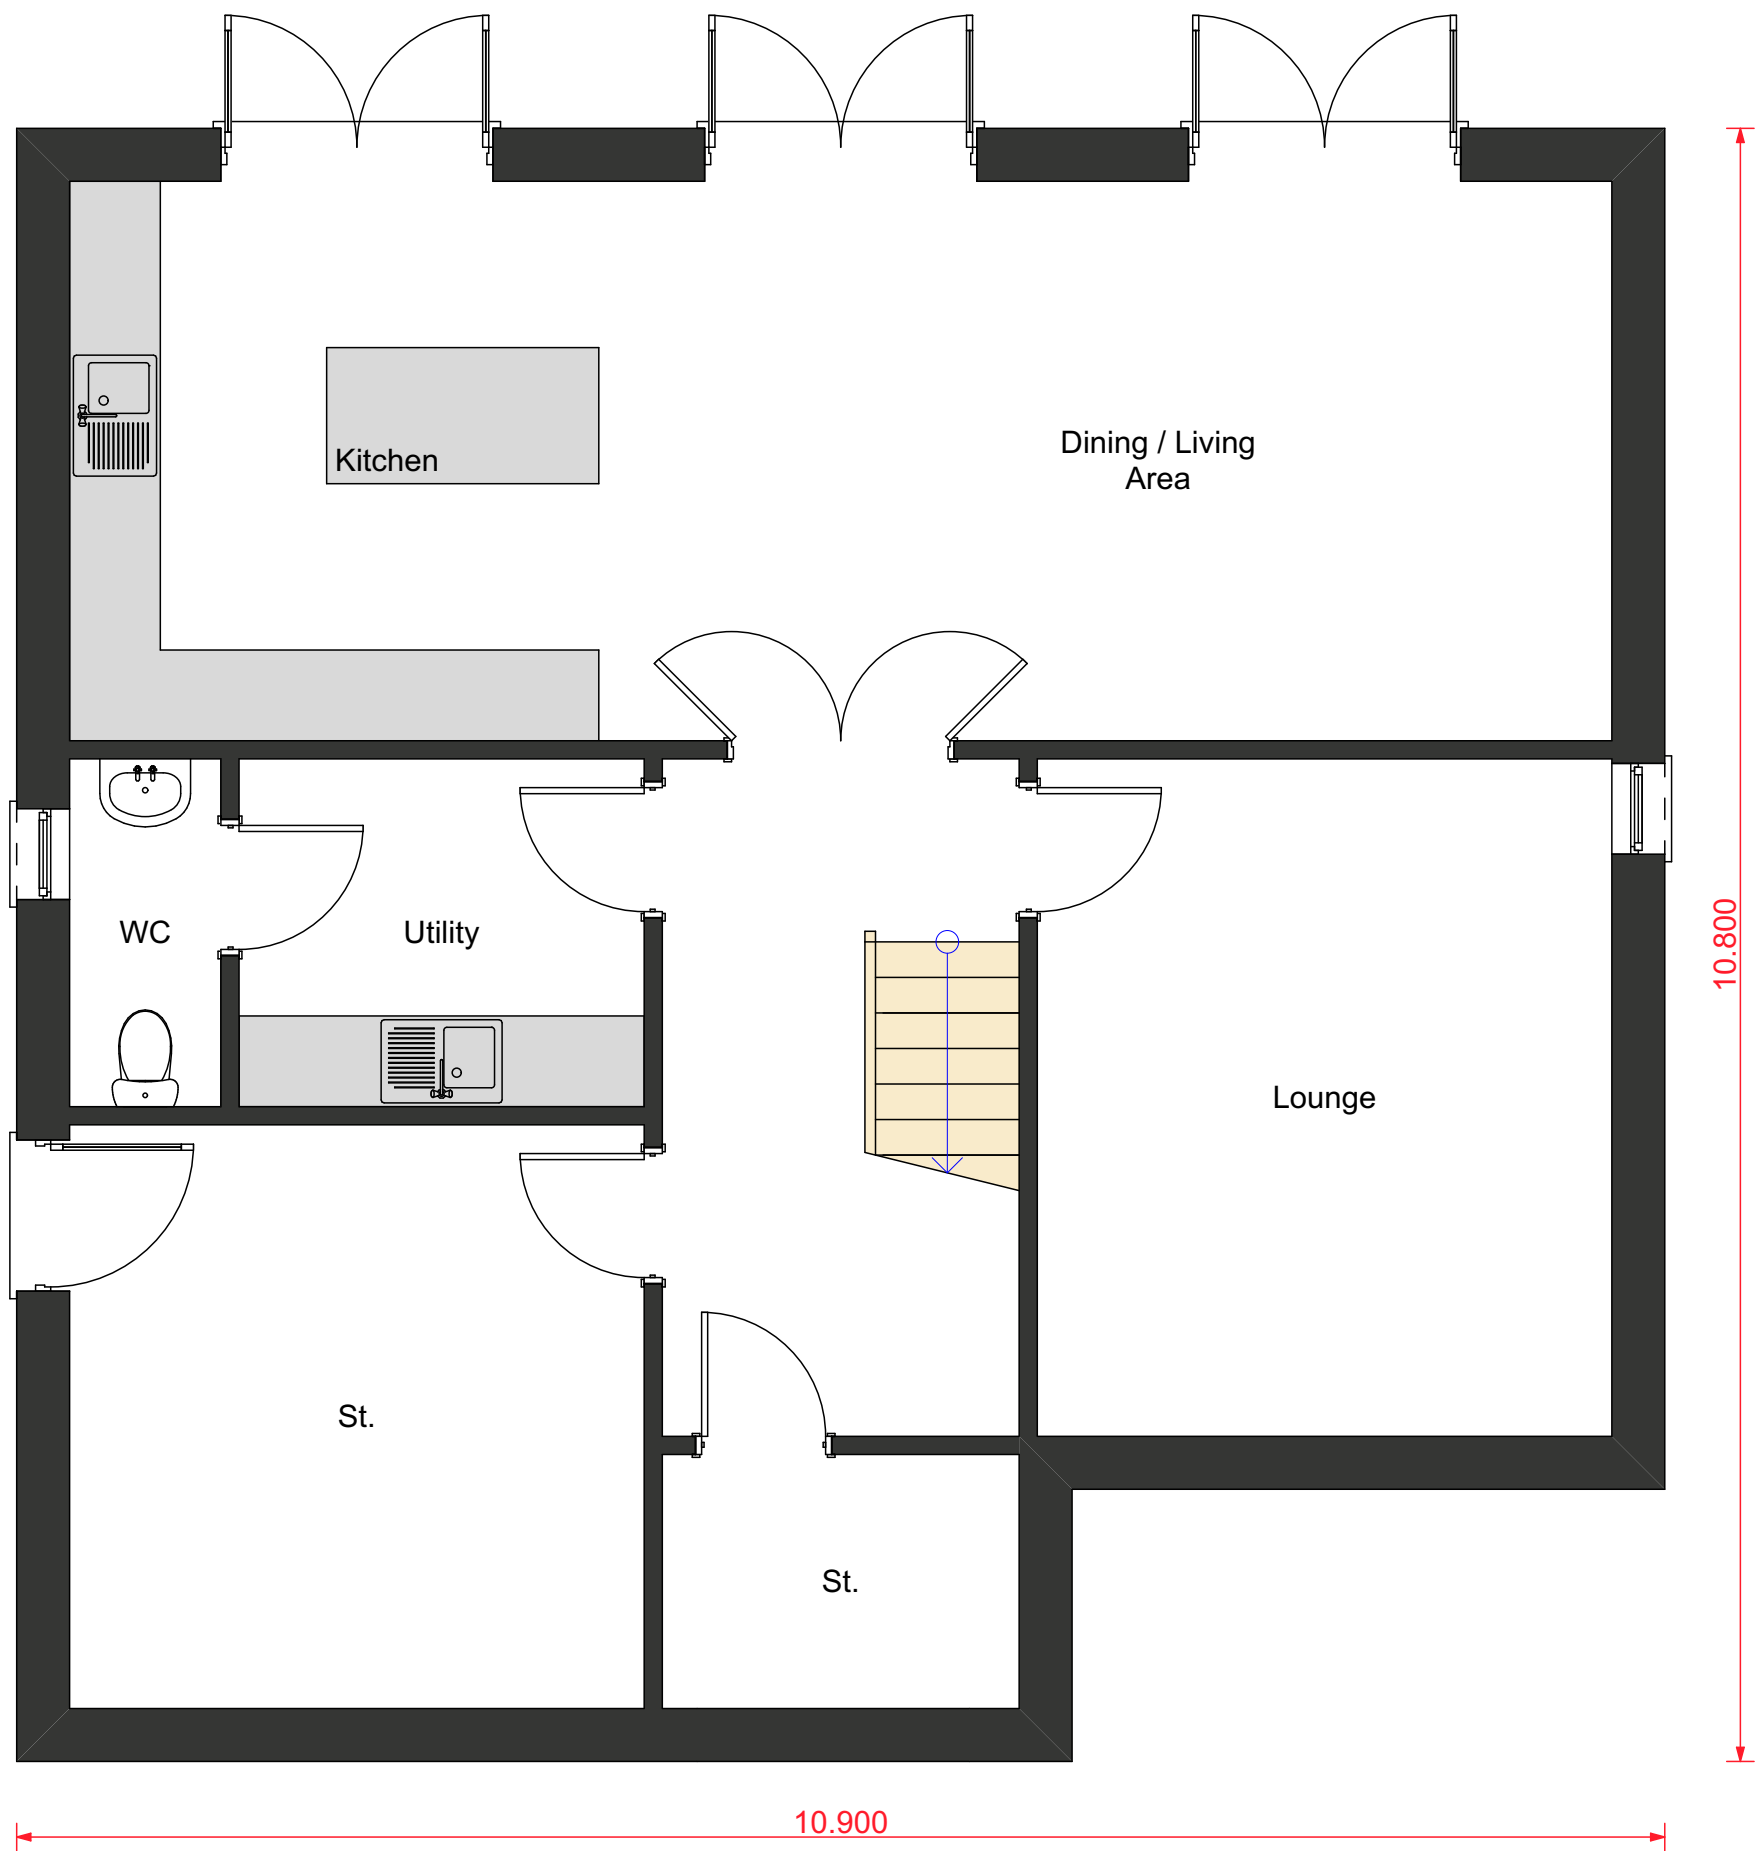 Kitchen
Dining / Living
Area
WC
Utility
10.800
Lounge
St.
St.
10.900